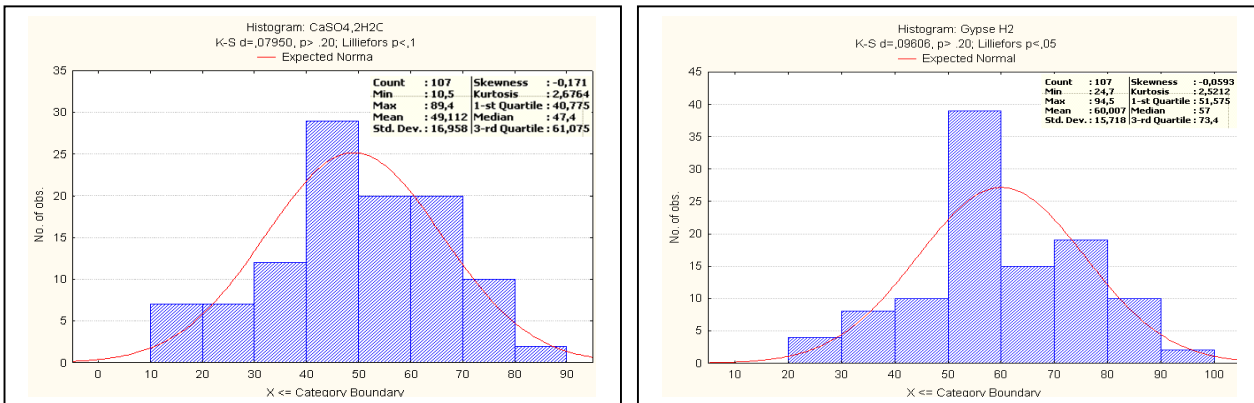 Histogram: CaSO4,2H2C
K-S d=,07950, p> .20; Lilliefors p<,1
Expected Norma
Count : 107 Skewness : -0,171
Min : 10,5 Kurtosis : 2,6764
Max : 89,4 1-st Quartile : 40,775
Mean : 49,112 Median : 47,4
Std. Dev. : 16,958 3-rd Quartile : 61,075
35
30
25
20
15
10
5
0
No. of obs.
0 10 20 30 40 50 60 70 80 90
X <= Category Boundary
Histogram: Gypse H2
K-S d=,09606, p> .20; Lilliefors p<,05
Expected Normal
Count : 107 Skewness : -0,0593
Min : 24,7 Kurtosis : 2,5212
Max : 94,5 1-st Quartile : 51,575
Mean : 60,007 Median : 57
Std. Dev. : 15,718 3-rd Quartile : 73,4
45
40
35
30
25
20
15
10
5
0
No. of obs.
10 20 30 40 50 60 70 80 90 100
X <= Category Boundary